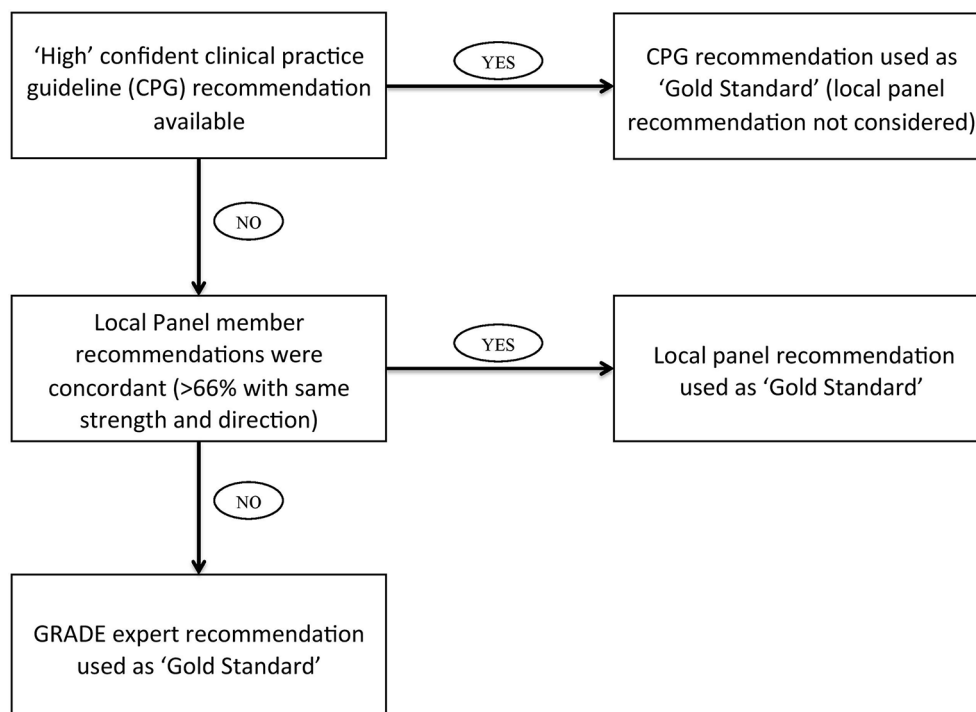 ‘High’ confident clinical practice
guideline (CPG) recommendation
available
YES
CPG recommendation used as
‘Gold Standard’ (local panel
recommendation not considered)
NO
Local Panel member
recommendations were
concordant (>66% with same
strength and direction)
YES
Local panel recommendation
used as ‘Gold Standard’
NO
GRADE expert recommendation
used as ‘Gold Standard’